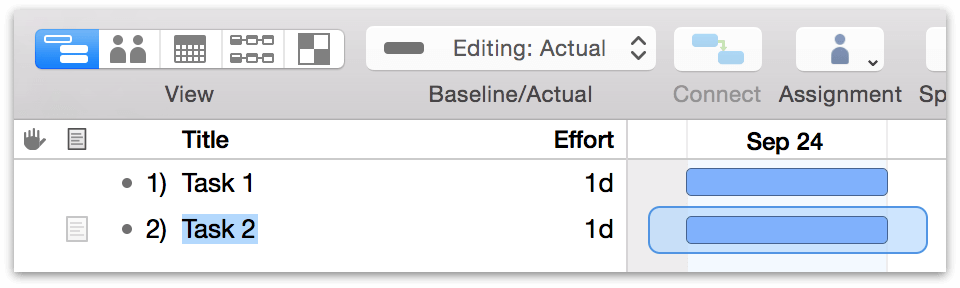 Editing: Actual
View Baseline/Actual Connect Assignment Sp
Title Effort Sep 24
1) Task 1 1d
2) Task 2 1d